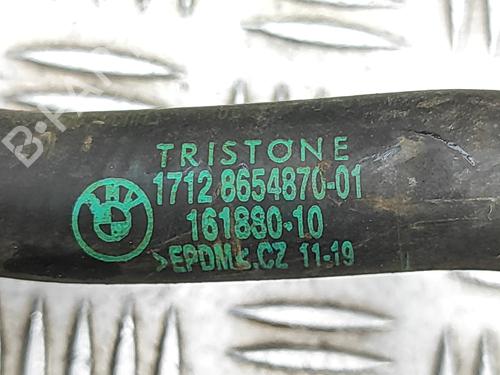 TRISTONE
1712 8654870-01
161880-10
>EPDM<.CZ 11-19